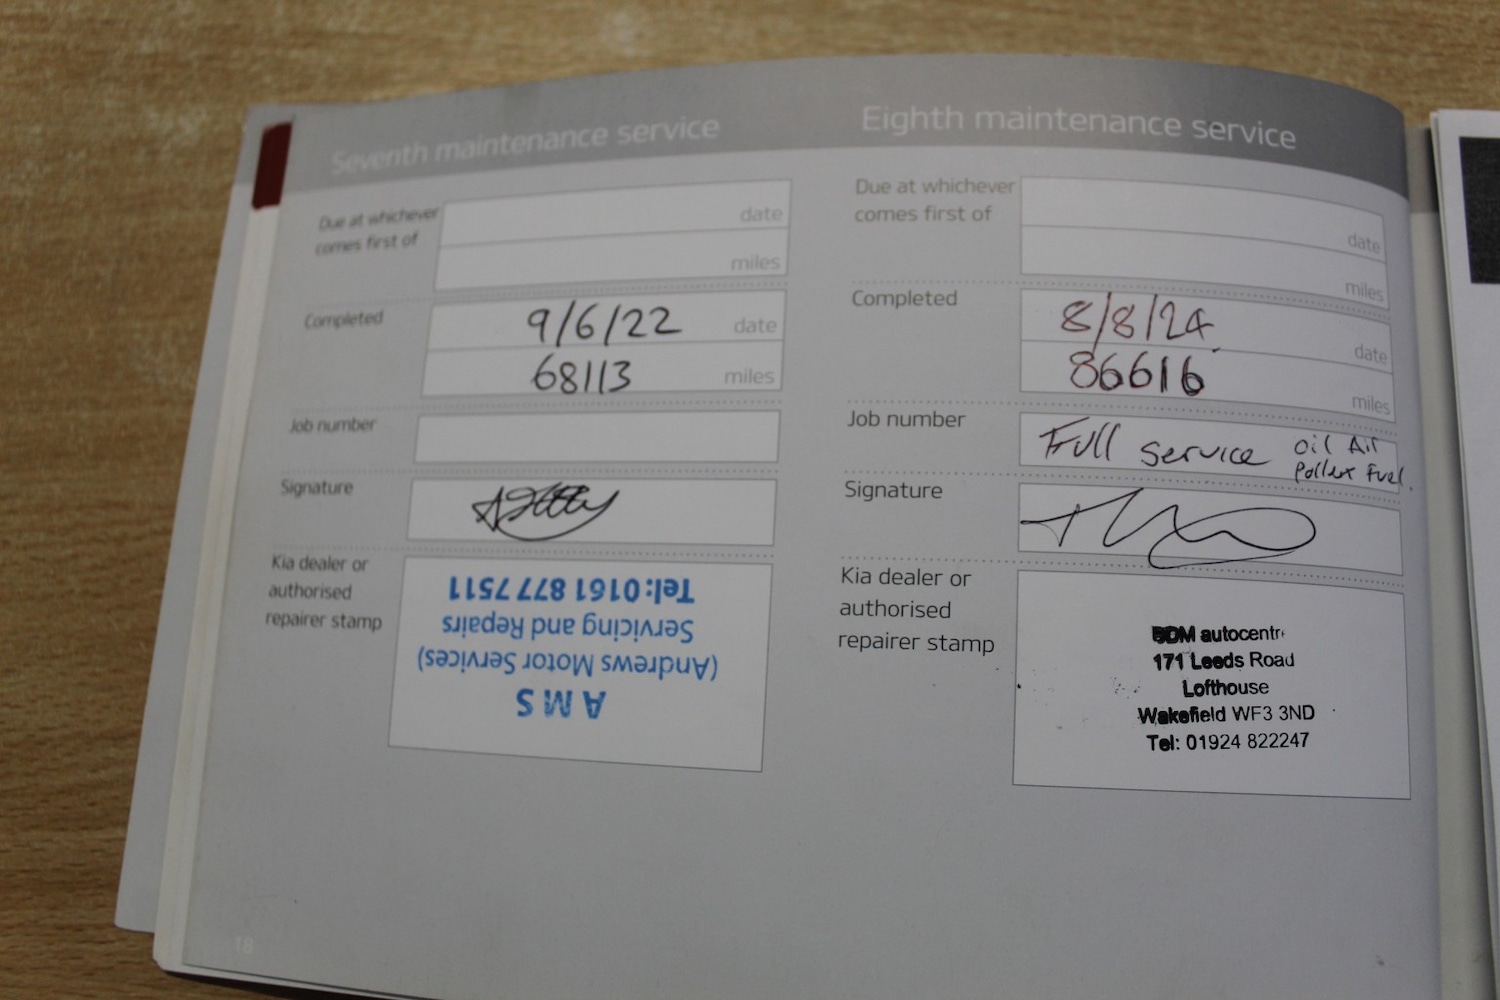 Seventh maintenance service
Due at whichever
comes first of
date
miles
Completed
9/6/22 date
68113 miles
Job number
Signature
Kia dealer or
authorised
repairer stamp
A M S
(Andrews Motor Services)
Servicing and Repairs
Tel:0161 877 7511
18
Eighth maintenance service
Due at whichever
comes first of
date
miles
Completed
8/8/24. date
86616 miles
Job number
Full service Oil Air
Pollen Fuel.
Signature
Kia dealer or
authorised
repairer stamp
BDM autocentre
171 Leeds Road
Lofthouse
Wakefield WF3 3ND
Tel: 01924 822247